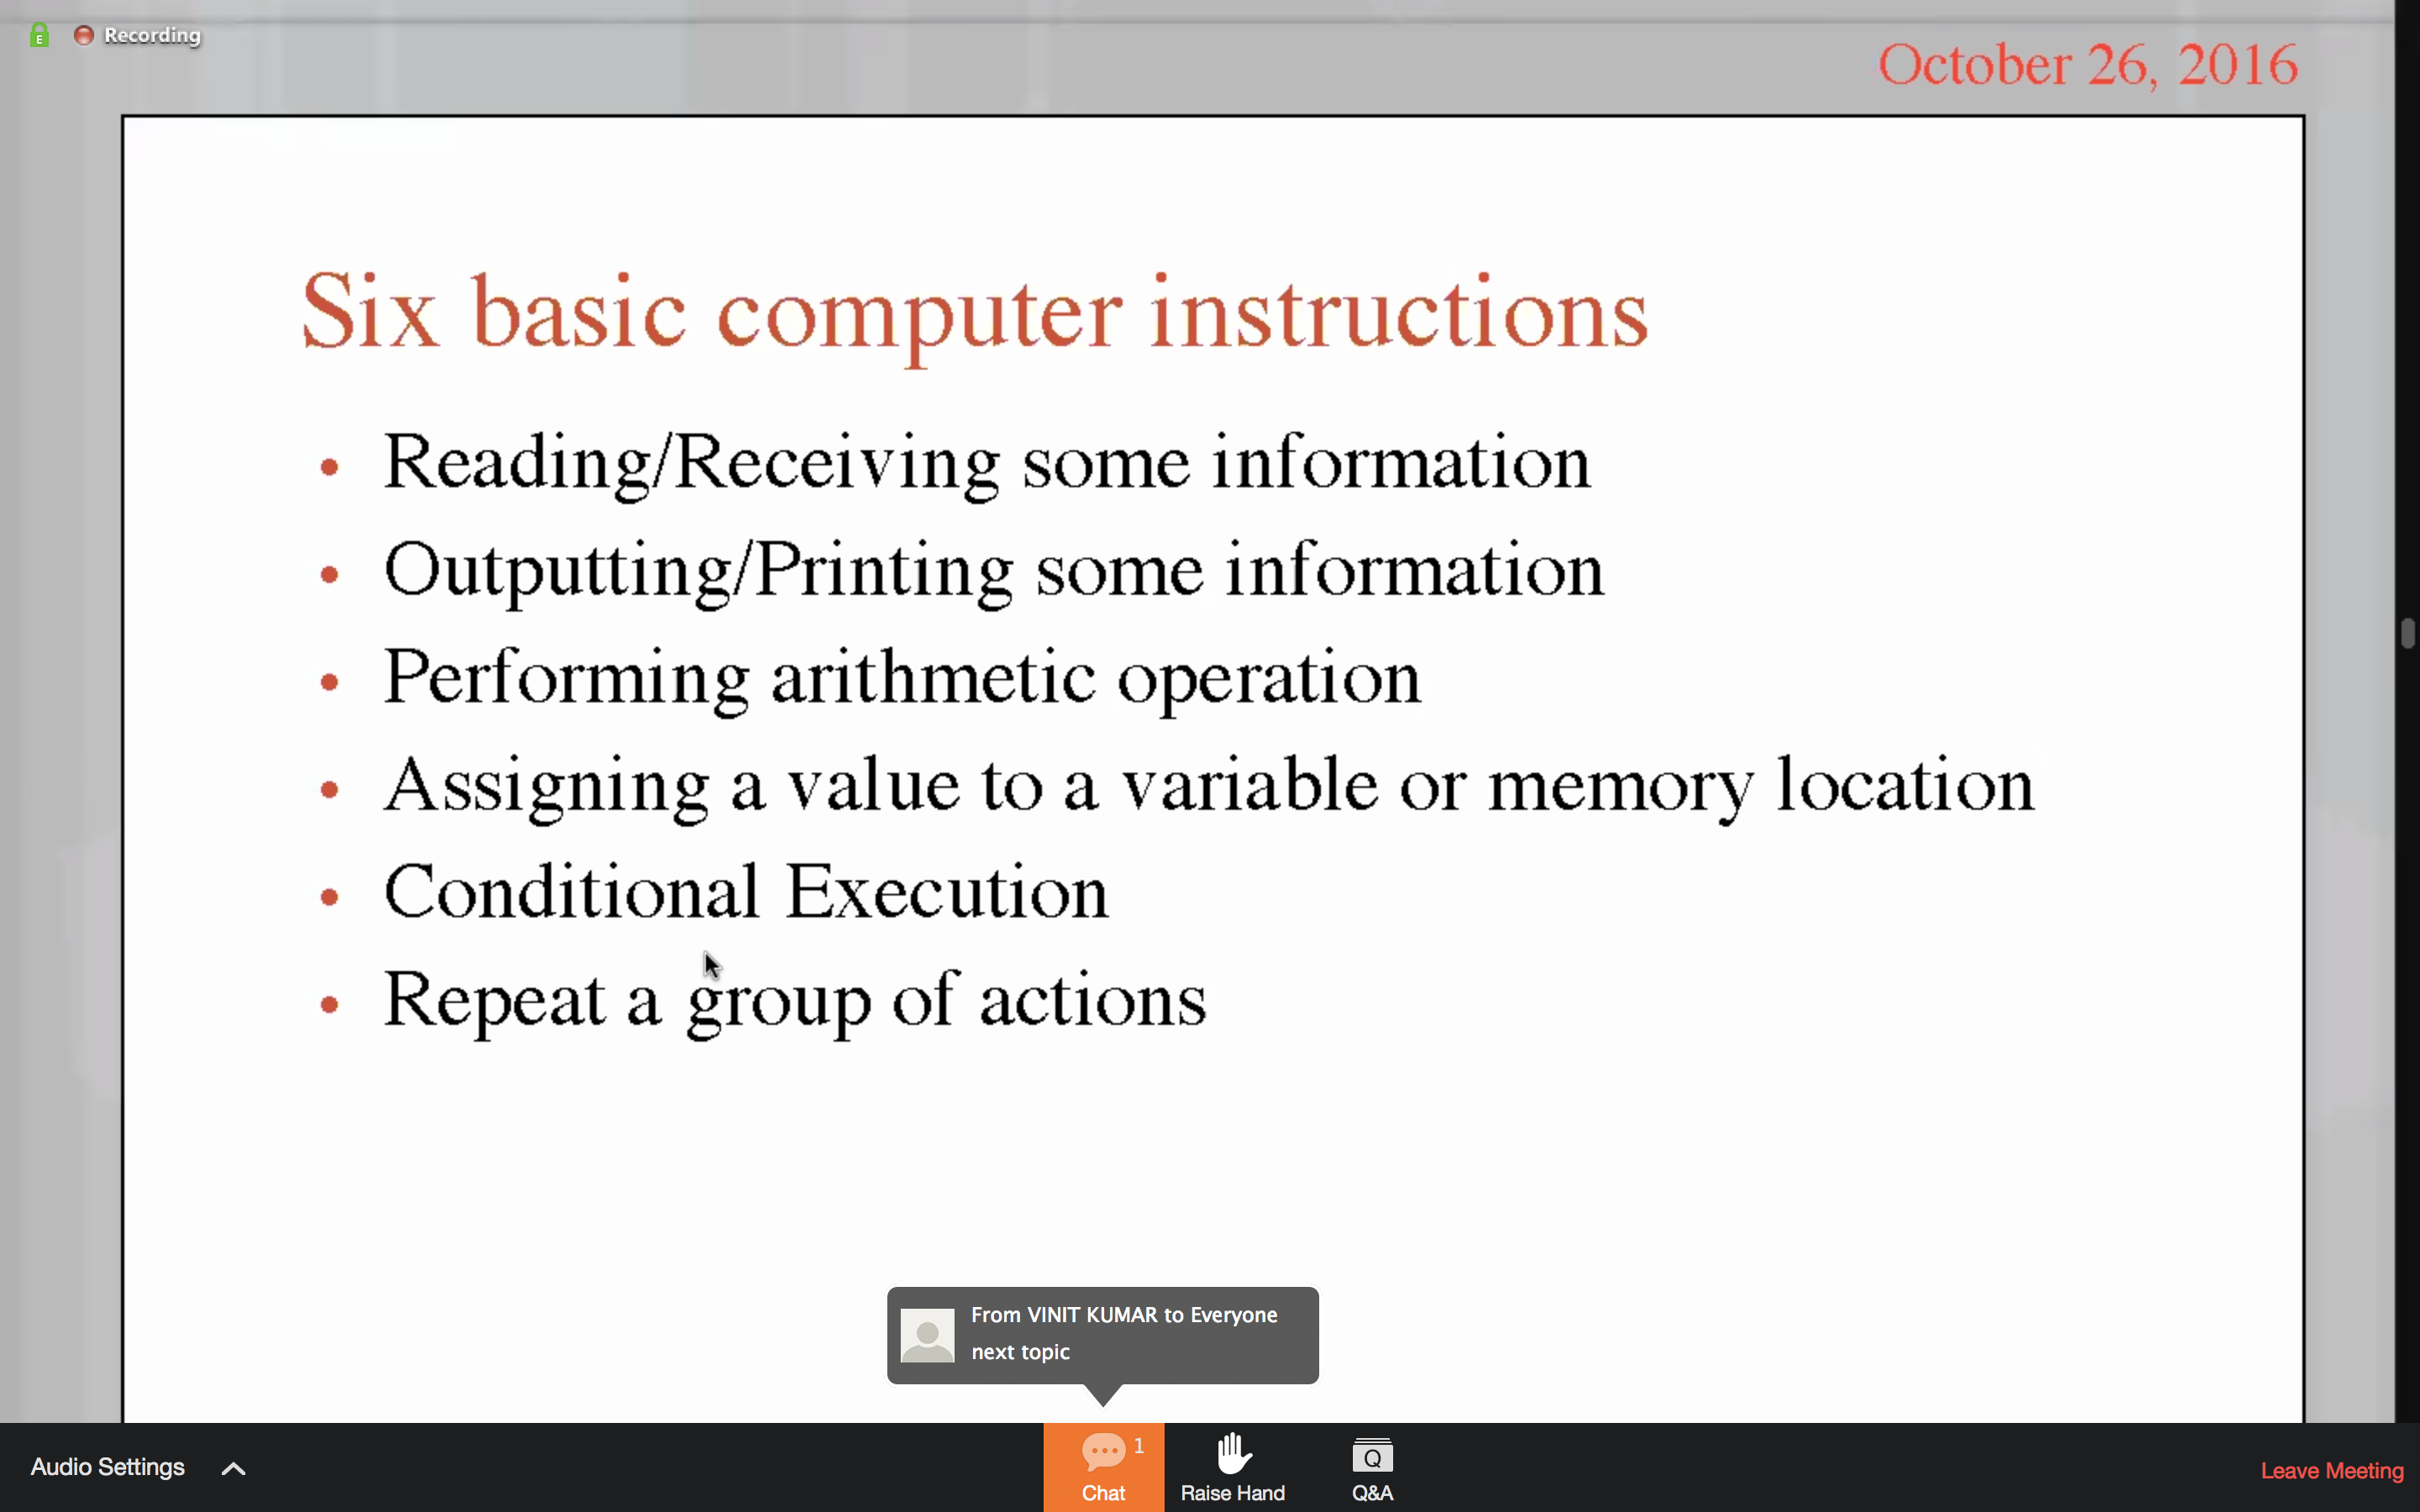 Recording
October 26, 2016
Six basic computer instructions
• Reading/Receiving some information
• Outputting/Printing some information
• Performing arithmetic operation
• Assigning a value to a variable or memory location
• Conditional Execution
• Repeat a group of actions
From VINIT KUMAR to Everyone
next topic
Audio Settings
1
Chat
Raise Hand
Q
Q&A
Leave Meeting
E